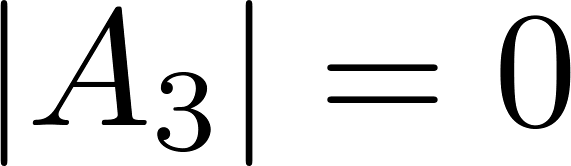 |A₃| = 0